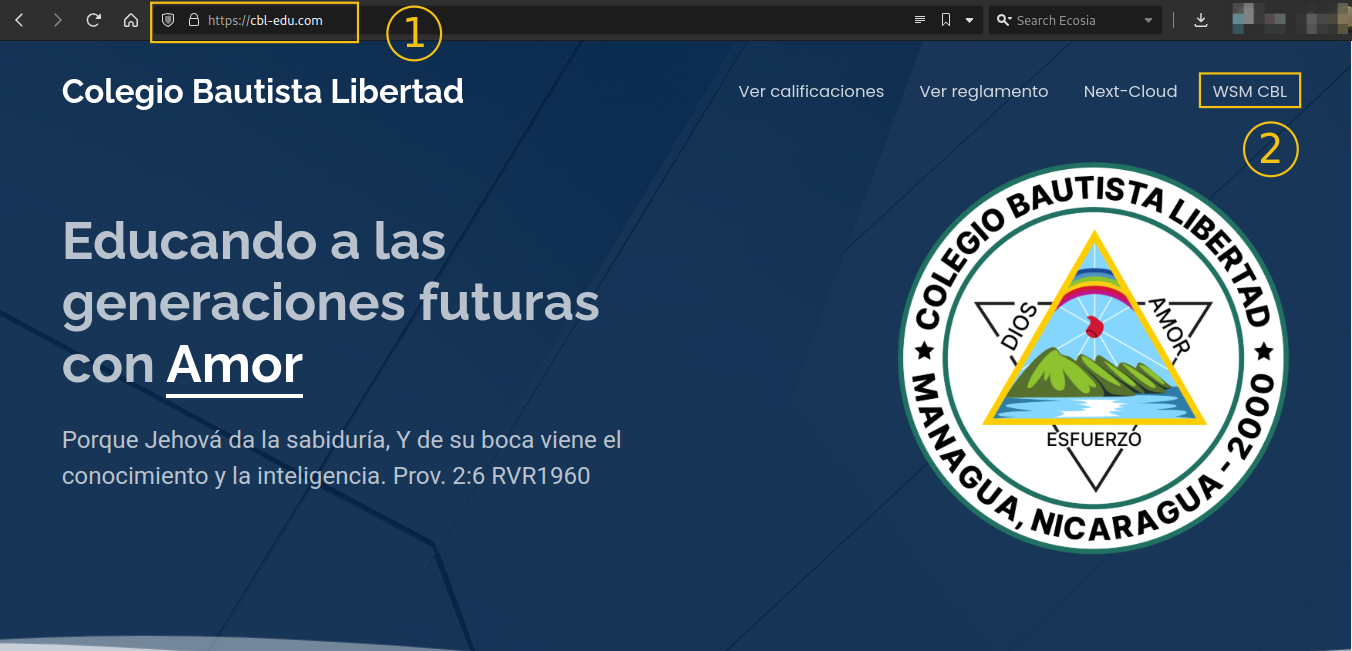 https://cbl-edu.com
1
Search Ecosia
Colegio Bautista Libertad
Ver calificaciones
Ver reglamento
Next-Cloud
WSM CBL
2
Educando a las
generaciones futuras
con Amor
Porque Jehová da la sabiduría, Y de su boca viene el
conocimiento y la inteligencia. Prov. 2:6 RVR1960
COLEGIO BAUTISTA LIBERTAD
DIOS
AMOR
ESFUERZO
MANAGUA, NICARAGUA - 2000